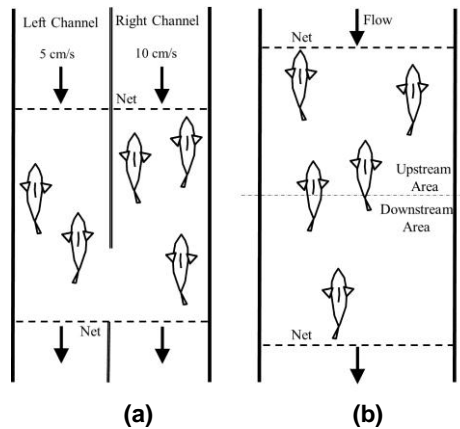 Left Channel
Right Channel
5 cm/s
10 cm/s
Net
Net
(a)
Flow
Net
Upstream
Area
Downstream
Area
Net
(b)